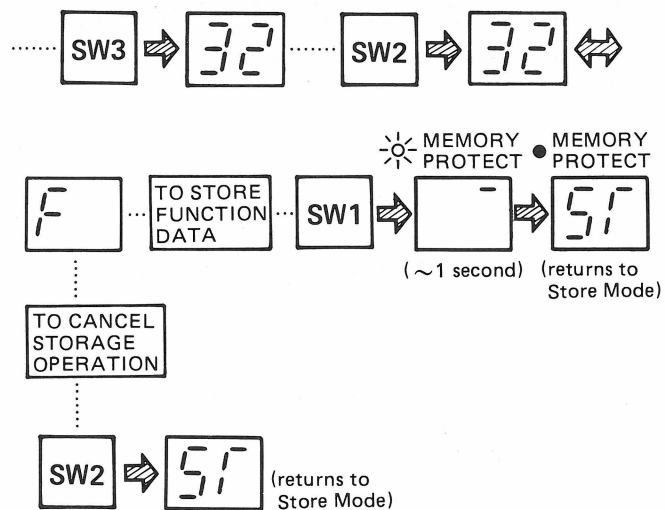 SW3 32 SW2 32
MEMORY PROTECT MEMORY PROTECT
F TO STORE FUNCTION DATA SW1 ST
(~1 second) (returns to Store Mode)
TO CANCEL
STORAGE
OPERATION
SW2 ST (returns to
Store Mode)